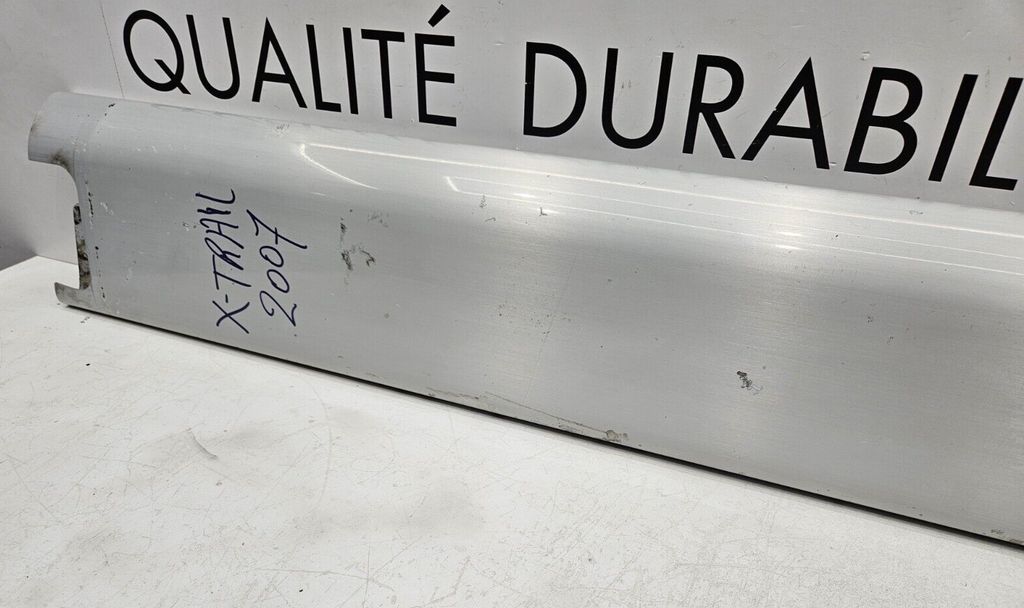 QUALITÉ DURABIL
X-TRAIL
2007